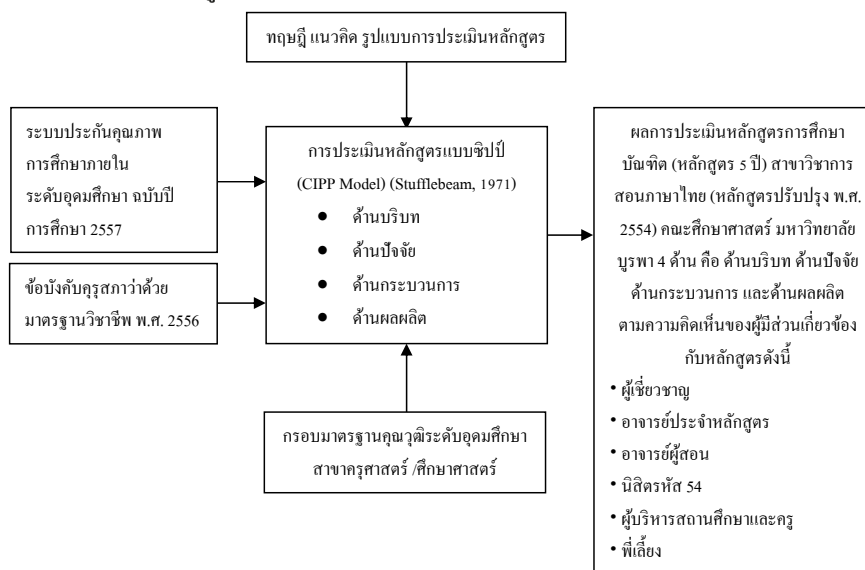 ทฤษฎี แนวคิด รูปแบบการประเมินหลักสูตร
ระบบประกันคุณภาพ
การศึกษาภายใน
ระดับอุดมศึกษา ฉบับปี
การศึกษา 2557
ข้อบังคับคุรุสภาว่าด้วย
มาตรฐานวิชาชีพ พ.ศ. 2556
การประเมินหลักสูตรแบบซิปป์
(CIPP Model) (Stufflebeam, 1971)
● ด้านบริบท
● ด้านปัจจัย
● ด้านกระบวนการ
● ด้านผลผลิต
กรอบมาตรฐานคุณวุฒิระดับอุดมศึกษา
สาขาครุศาสตร์ /ศึกษาศาสตร์
ผลการประเมินหลักสูตรการศึกษา
บัณฑิต (หลักสูตร 5 ปี) สาขาวิชาการ
สอนภาษาไทย (หลักสูตรปรับปรุง พ.ศ.
2554) คณะศึกษาศาสตร์ มหาวิทยาลัย
บูรพา 4 ด้าน คือ ด้านบริบท ด้านปัจจัย
ด้านกระบวนการ และด้านผลผลิต
ตามความคิดเห็นของผู้มีส่วนเกี่ยวข้อง
กับหลักสูตรดังนี้
• ผู้เชี่ยวชาญ
• อาจารย์ประจำหลักสูตร
• อาจารย์ผู้สอน
• นิสิตรหัส 54
• ผู้บริหารสถานศึกษาและครู
• พี่เลี้ยง